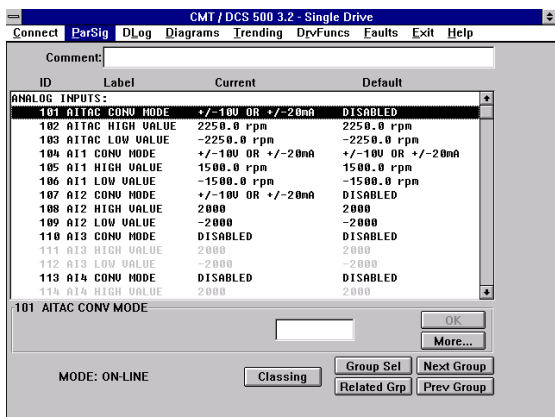 CMT / DCS 500 3.2 - Single Drive
Connect ParSig DLog Diagrams Trending DrvFuncs Faults Exit Help
Comment:
ID Label Current Default
ANALOG INPUTS:
101 AITAC CONV MODE +/-10V OR +/-20mA DISABLED
102 AITAC HIGH VALUE 2250.0 rpm 2250.0 rpm
103 AITAC LOW VALUE -2250.0 rpm -2250.0 rpm
104 AI1 CONV MODE +/-10V OR +/-20mA +/-10V OR +/-20mA
105 AI1 HIGH VALUE 1500.0 rpm 1500.0 rpm
106 AI1 LOW VALUE -1500.0 rpm -1500.0 rpm
107 AI2 CONV MODE +/-10V OR +/-20mA DISABLED
108 AI2 HIGH VALUE 2000 2000
109 AI2 LOW VALUE -2000 -2000
110 AI3 CONV MODE DISABLED DISABLED
111 AI3 HIGH VALUE 2000 2000
112 AI3 LOW VALUE -2000 -2000
113 AI4 CONV MODE DISABLED DISABLED
114 AI4 HIGH VALUE 2000 2000
101 AITAC CONV MODE
OK
More...
MODE: ON-LINE
Classing
Group Sel Next Group
Related Grp Prev Group